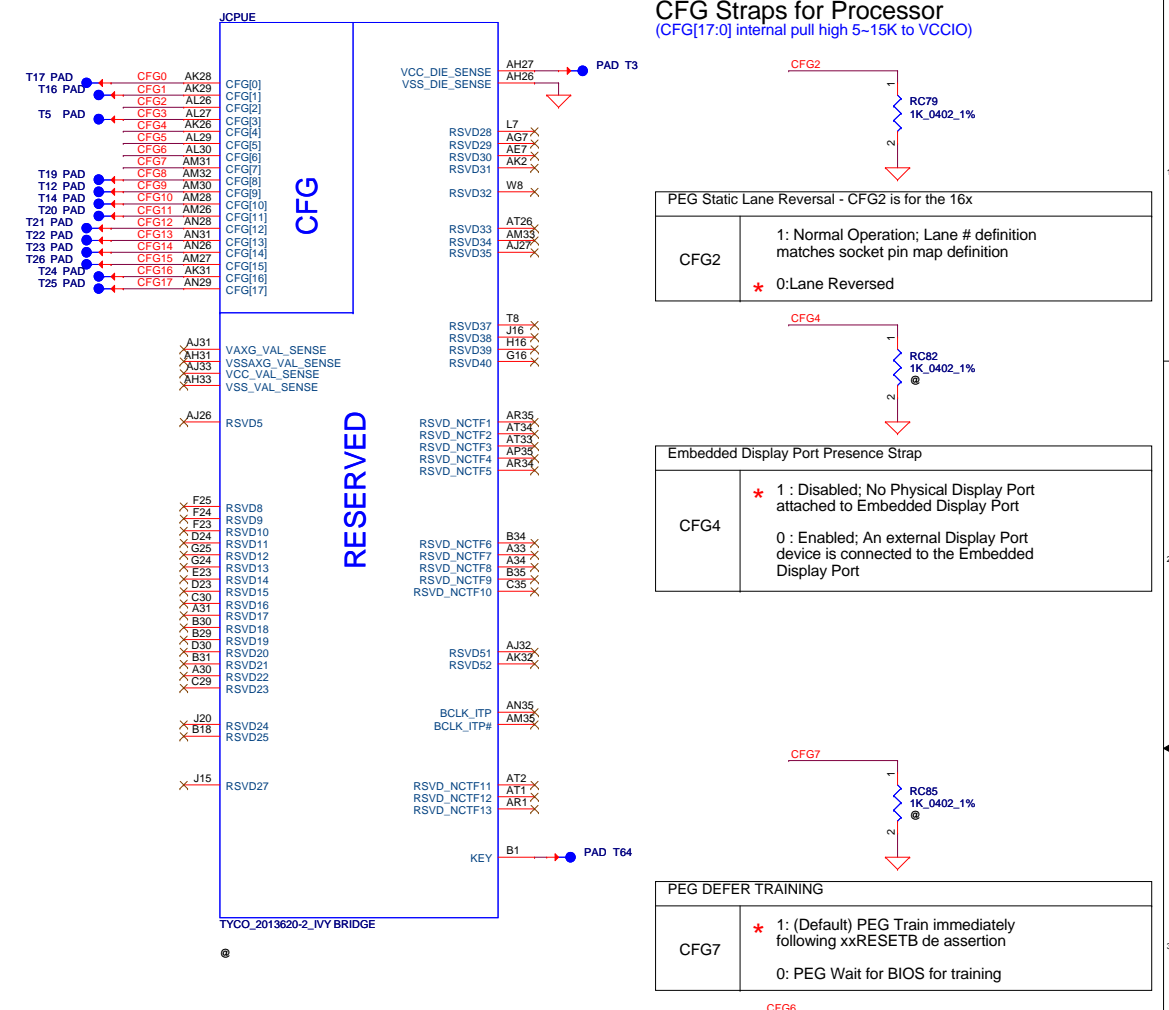 JCPUE
T17 PAD CFG0 AK28 CFG[0]
T16 PAD CFG1 AK29 CFG[1]
CFG2 AL26 CFG[2]
T5 PAD CFG3 AL27 CFG[3]
CFG4 AK26 CFG[4]
CFG5 AL29 CFG[5]
CFG6 AL30 CFG[6]
CFG7 AM31 CFG[7]
T19 PAD CFG8 AM32 CFG[8]
T12 PAD CFG9 AM30 CFG[9]
T14 PAD CFG10 AM28 CFG[10]
T20 PAD CFG11 AM26 CFG[11]
T21 PAD CFG12 AN28 CFG[12]
T22 PAD CFG13 AN31 CFG[13]
T23 PAD CFG14 AN26 CFG[14]
T26 PAD CFG15 AM27 CFG[15]
T24 PAD CFG16 AK31 CFG[16]
T25 PAD CFG17 AN29 CFG[17]
CFG
AJ31 VAXG_VAL_SENSE
AH31 VSSAXG_VAL_SENSE
AJ33 VCC_VAL_SENSE
AH33 VSS_VAL_SENSE
AJ26 RSVD5
F25 RSVD8
F24 RSVD9
F23 RSVD10
D24 RSVD11
G25 RSVD12
G24 RSVD13
E23 RSVD14
D23 RSVD15
C30 RSVD16
A31 RSVD17
B30 RSVD18
B29 RSVD19
D30 RSVD20
B31 RSVD21
A30 RSVD22
C29 RSVD23
J20 RSVD24
B18 RSVD25
J15 RSVD27
RESERVED
VCC_DIE_SENSE AH27 PAD T3
VSS_DIE_SENSE AH26
RSVD28 L7
RSVD29 AG7
RSVD30 AE7
RSVD31 AK2
RSVD32 W8
RSVD33 AT26
RSVD34 AM33
RSVD35 AJ27
RSVD37 T8
RSVD38 J16
RSVD39 H16
RSVD40 G16
RSVD_NCTF1 AR35
RSVD_NCTF2 AT34
RSVD_NCTF3 AT33
RSVD_NCTF4 AP35
RSVD_NCTF5 AR34
RSVD_NCTF6 B34
RSVD_NCTF7 A33
RSVD_NCTF8 A34
RSVD_NCTF9 B35
RSVD_NCTF10 C35
RSVD51 AJ32
RSVD52 AK32
BCLK_ITP AN35
BCLK_ITP# AM35
RSVD_NCTF11 AT2
RSVD_NCTF12 AT1
RSVD_NCTF13 AR1
KEY B1 PAD T64
TYCO_2013620-2_IVY BRIDGE
@
CFG Straps for Processor
(CFG[17:0] internal pull high 5~15K to VCCIO)
CFG2
1
RC79
1K_0402_1%
2
PEG Static Lane Reversal - CFG2 is for the 16x
CFG2
1: Normal Operation; Lane # definition
matches socket pin map definition
* 0:Lane Reversed
CFG4
1
RC82
1K_0402_1%
@
2
Embedded Display Port Presence Strap
CFG4
* 1 : Disabled; No Physical Display Port
attached to Embedded Display Port
0 : Enabled; An external Display Port
device is connected to the Embedded
Display Port
CFG7
1
RC85
1K_0402_1%
@
2
PEG DEFER TRAINING
CFG7
* 1: (Default) PEG Train immediately
following xxRESETB de assertion
0: PEG Wait for BIOS for training
CFG6